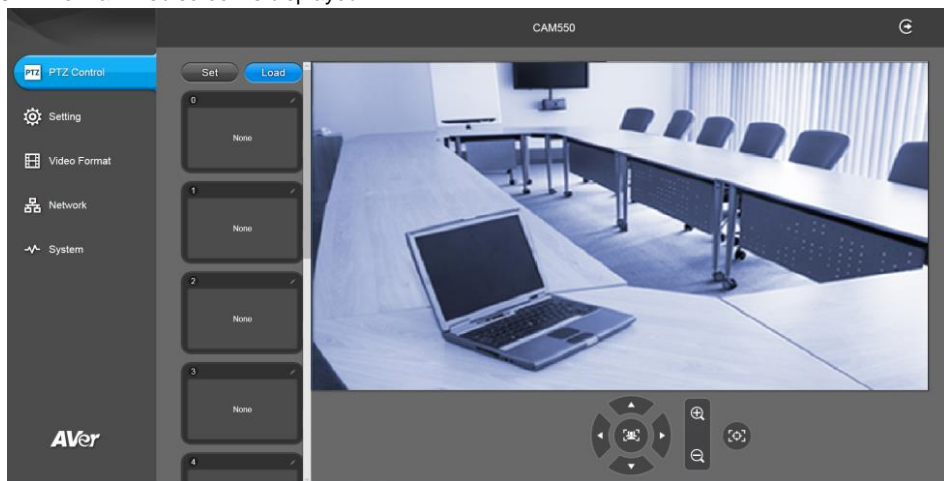 CAM550
PTZ PTZ Control
Setting
Video Format
Network
System
AVer
Set Load
0
None
1
None
2
None
3
None
4